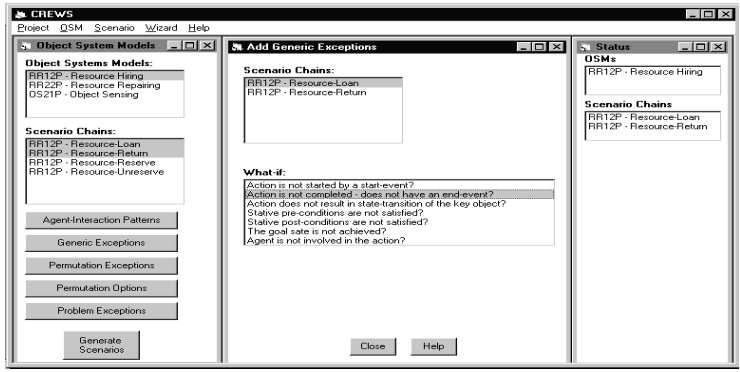 CREWS
Project OSM Scenario Wizard Help
Object System Models
Object Systems Models:
RR12P - Resource Hiring
RR22P - Resource Repairing
OS21P - Object Sensing
Scenario Chains:
RR12P - Resource-Loan
RR12P - Resource-Return
RR12P - Resource-Reserve
RR12P - Resource-Unreserve
Agent-Interaction Patterns
Generic Exceptions
Permutation Exceptions
Permutation Options
Problem Exceptions
Generate
Scenarios
Add Generic Exceptions
Scenario Chains:
RR12P - Resource-Loan
RR12P - Resource-Return
What-if:
Action is not started by a start-event?
Action is not completed - does not have an end-event?
Action does not result in state-transition of the key object?
Stative pre-conditions are not satisfied?
Stative post-conditions are not satisfied?
The goal sate is not achieved?
Agent is not involved in the action?
Close Help
Status
OSMs
RR12P - Resource Hiring
Scenario Chains
RR12P - Resource-Loan
RR12P - Resource-Return